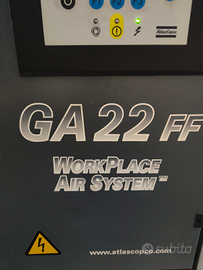 Atlas Copco
GA 22 FF
WORKPLACE
AIR SYSTEM™
www.atlascopco.com
subito